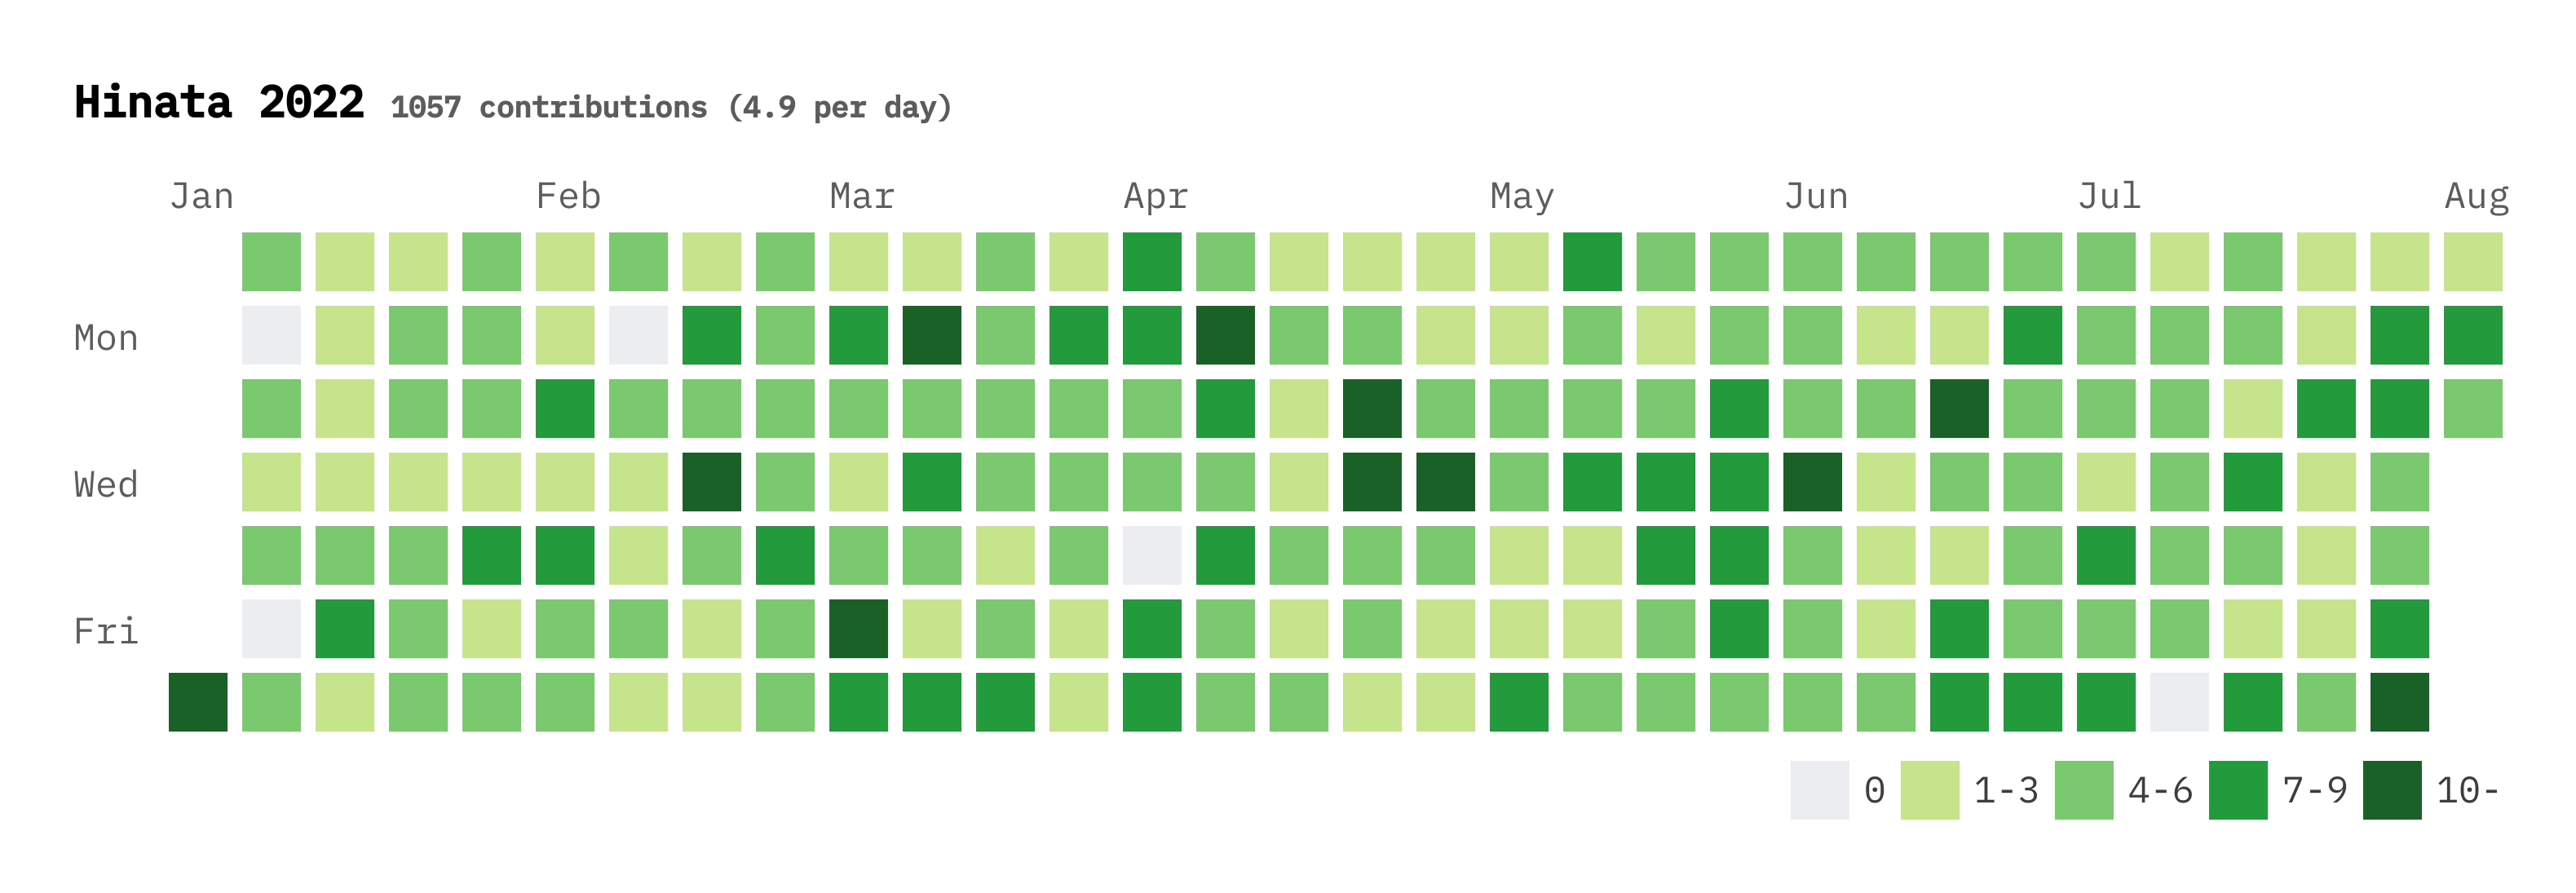 Hinata 2022 1057 contributions (4.9 per day)
Jan Feb Mar Apr May Jun Jul Aug
Mon
Wed
Fri
0 1-3 4-6 7-9 10-